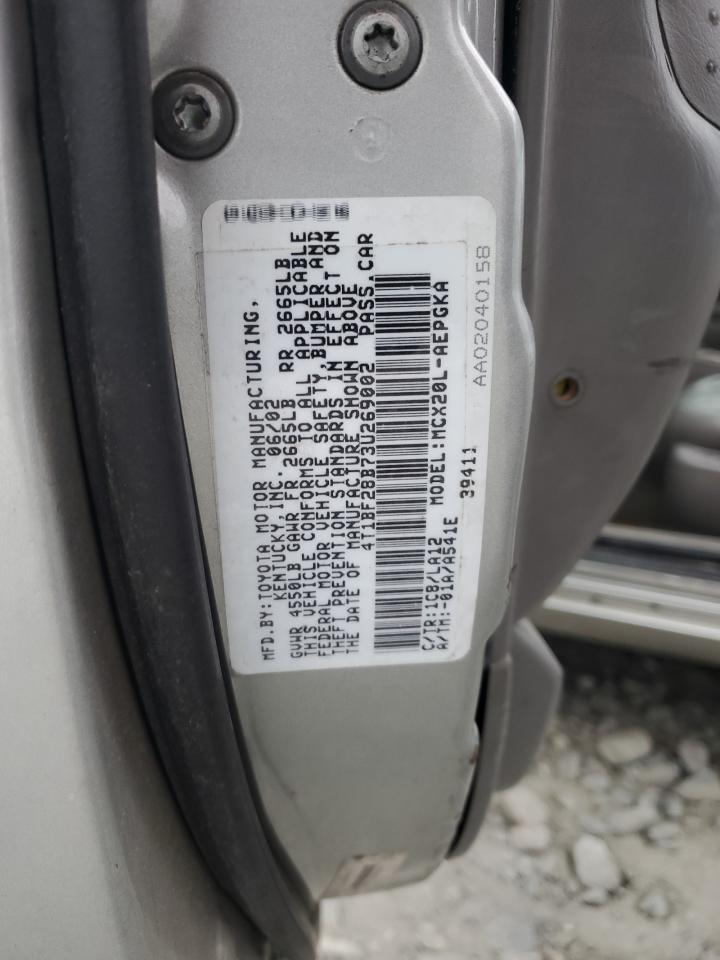 MFD.BY:TOYOTA MOTOR MANUFACTURING,
KENTUCKY,INC. 06/02
GVWR 4550LB GAWR FR 2665LB RR 2665LB
THIS VEHICLE CONFORMS TO ALL APPLICABLE
FEDERAL MOTOR VEHICLE SAFETY,BUMPER AND
THEFT PREVENTION STANDARDS IN EFFECT ON
THE DATE OF MANUFACTURE SHOWN ABOVE
4T1BF28B73U269002 PASS.CAR
C/TR:1C8/LA12 MODEL:MCX20L-AEPGKA
A/TM:-01A/A541E 39411
AA02040158